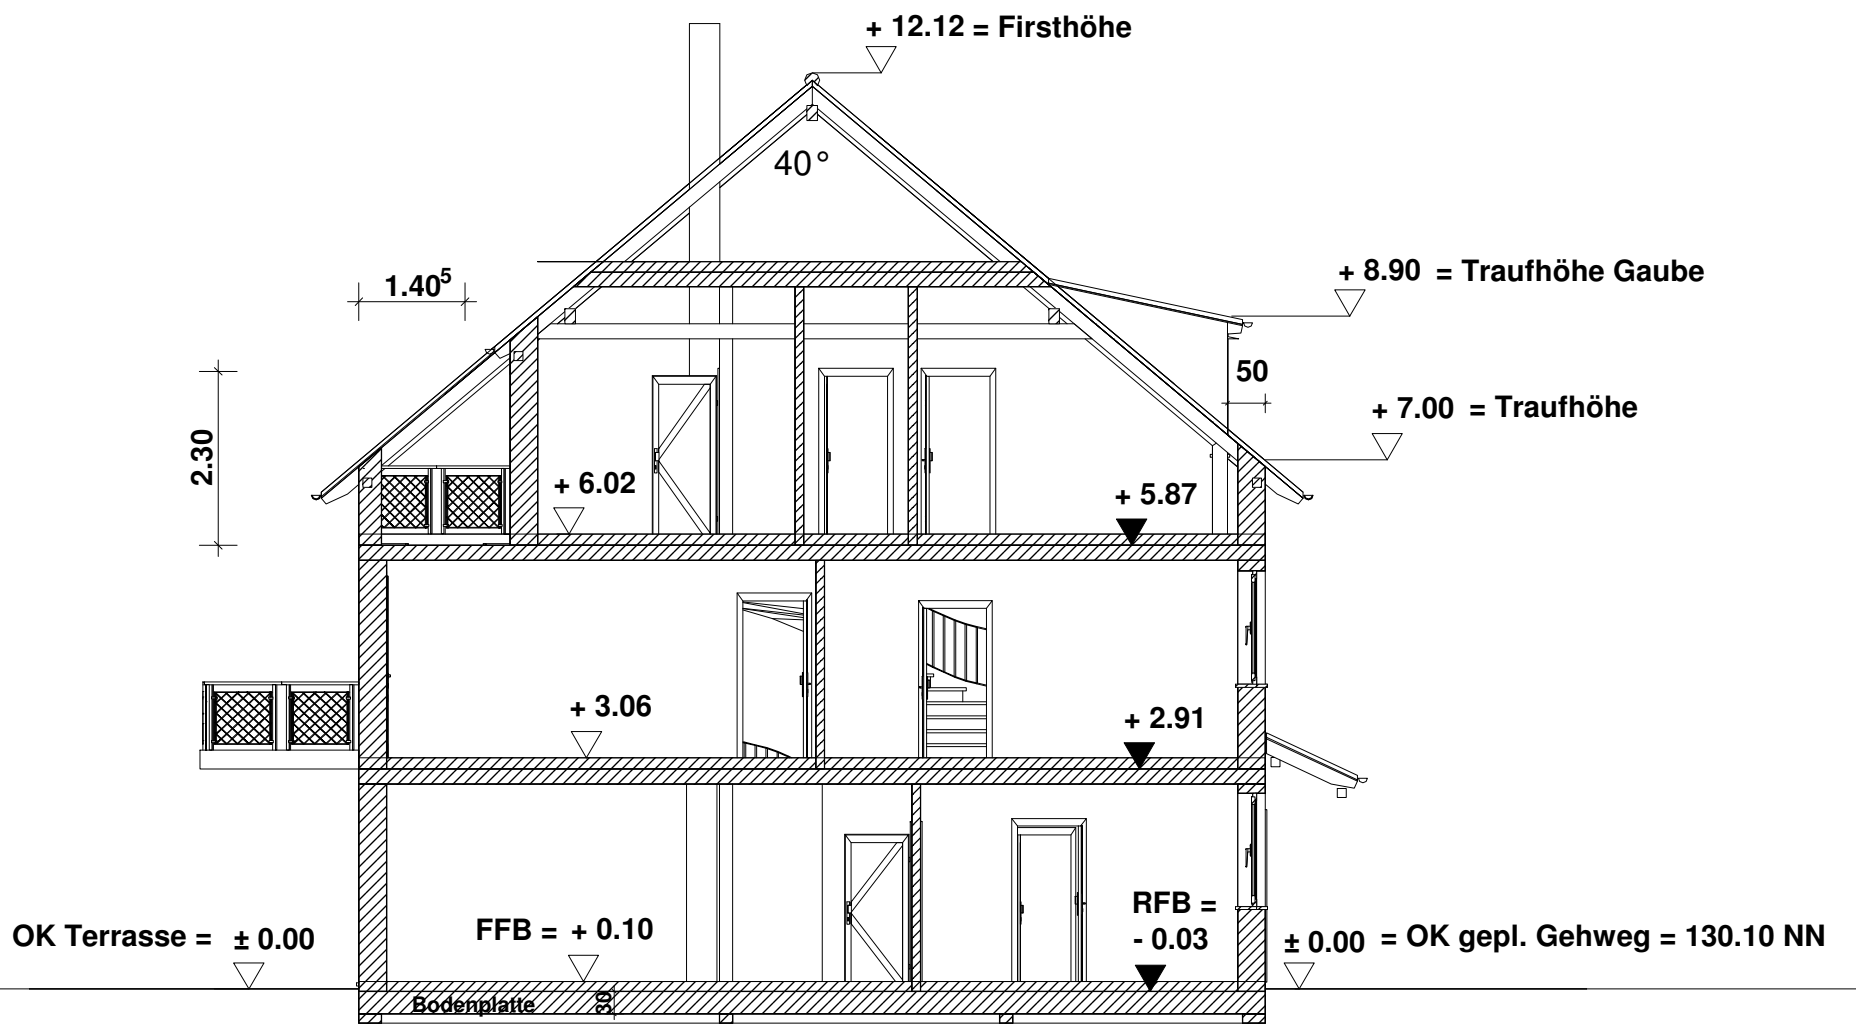 + 12.12 = Firsthöhe
40°
+ 8.90 = Traufhöhe Gaube
1.40⁵
50
+ 7.00 = Traufhöhe
2.30
+ 6.02
+ 5.87
+ 3.06
+ 2.91
RFB =
- 0.03
FFB = + 0.10
OK Terrasse = ± 0.00
± 0.00 = OK gepl. Gehweg = 130.10 NN
Bodenplatte
30